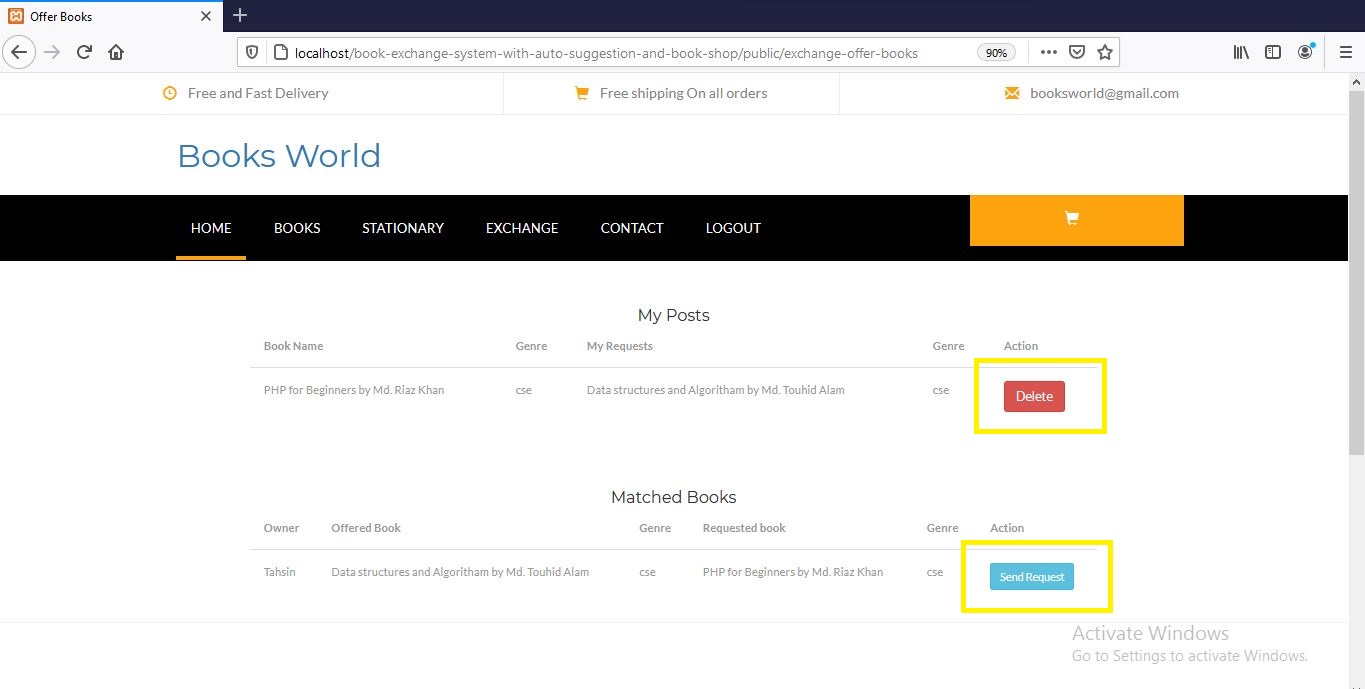 Offer Books
localhost/book-exchange-system-with-auto-suggestion-and-book-shop/public/exchange-offer-books 90%
Free and Fast Delivery Free shipping On all orders booksworld@gmail.com
Books World
HOME BOOKS STATIONARY EXCHANGE CONTACT LOGOUT
My Posts
Book Name Genre My Requests Genre Action
PHP for Beginners by Md. Riaz Khan cse Data structures and Algoritham by Md. Touhid Alam cse Delete
Matched Books
Owner Offered Book Genre Requested book Genre Action
Tahsin Data structures and Algoritham by Md. Touhid Alam cse PHP for Beginners by Md. Riaz Khan cse Send Request
Activate Windows
Go to Settings to activate Windows.